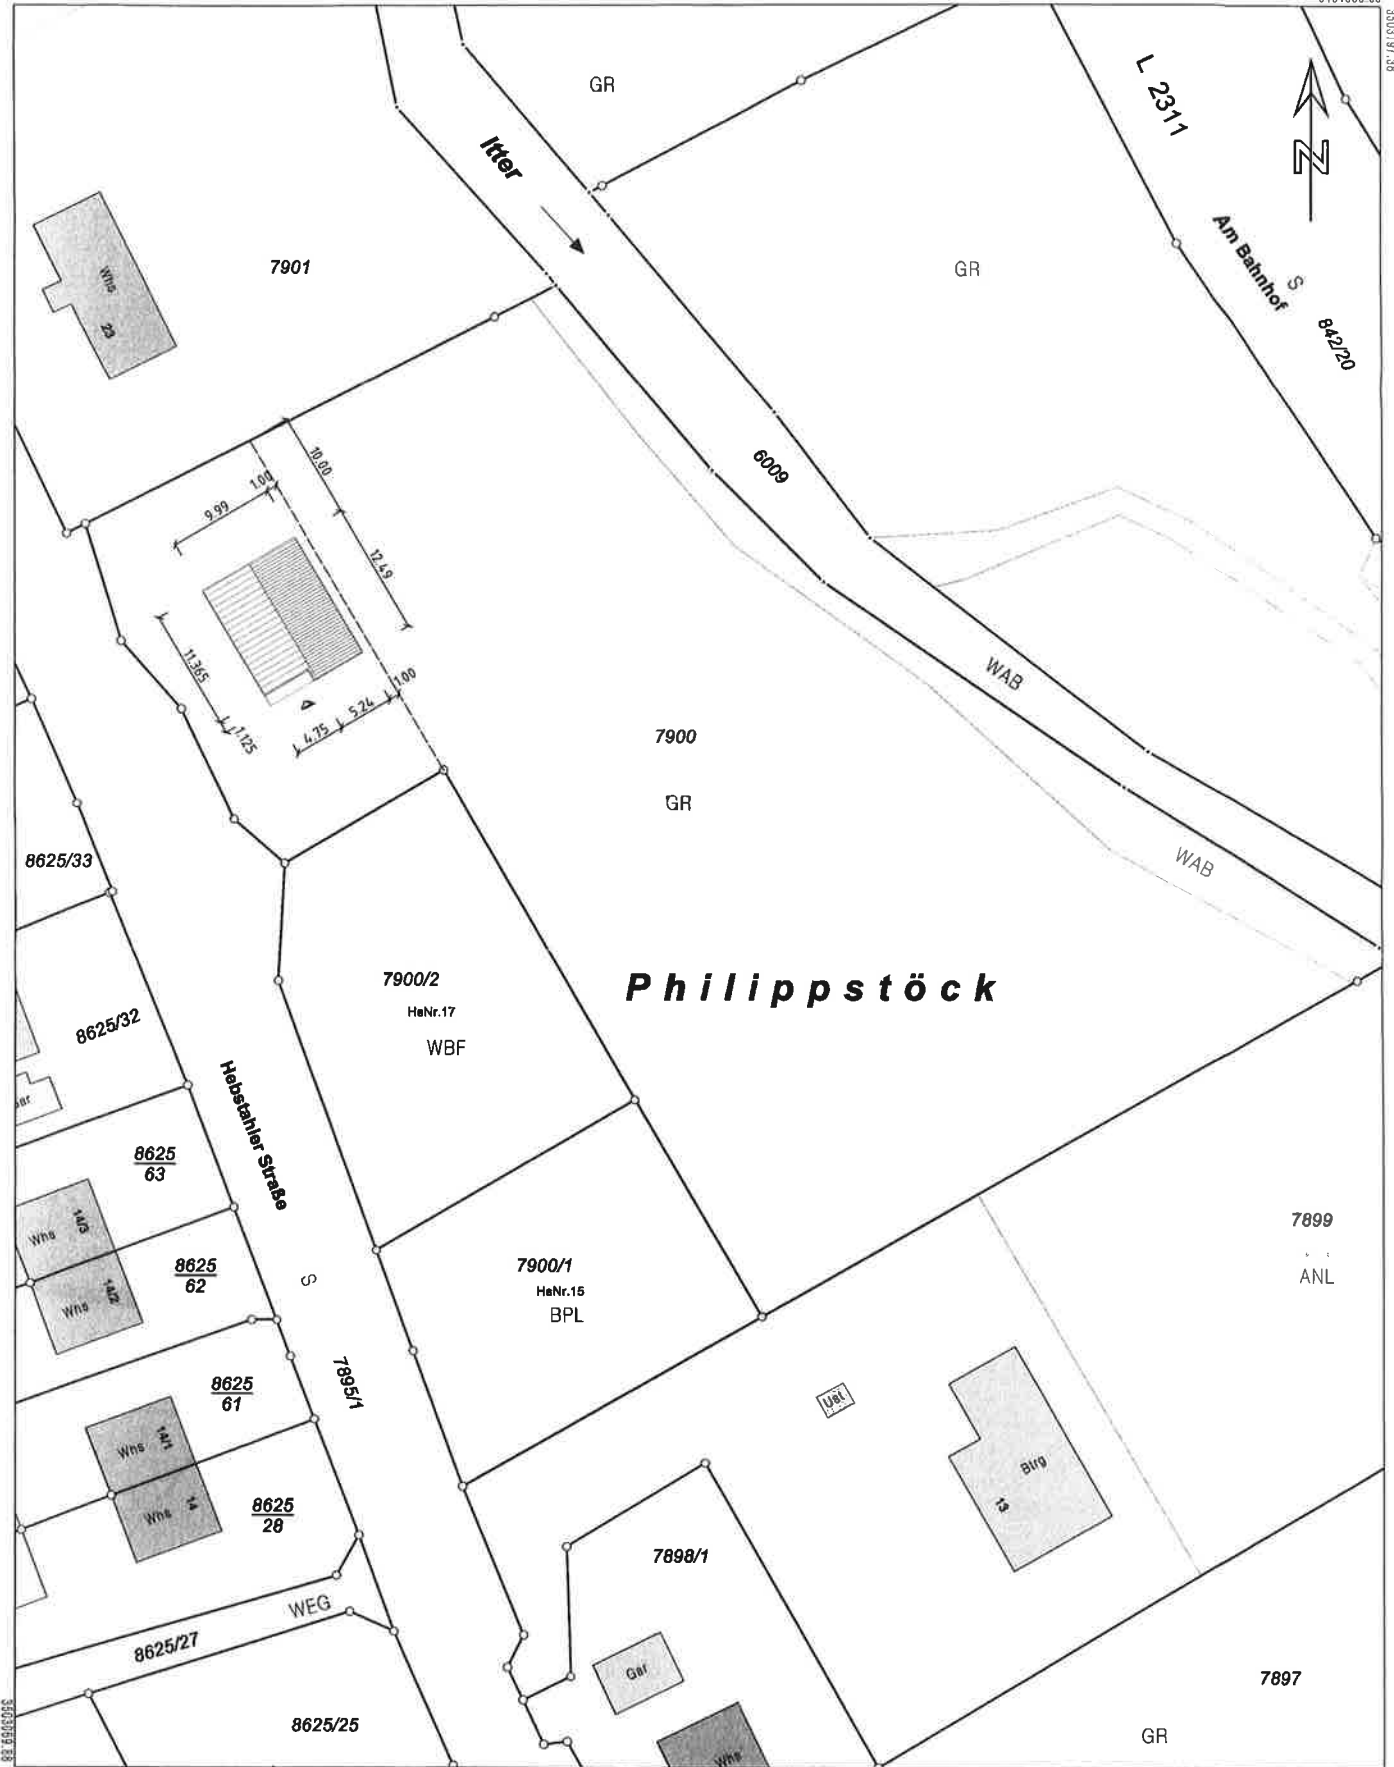 GR
L 2311
N
Itter
Am Bahnhof
S
842/20
7901
GR
Whs
23
6009
10.00
1.00
9.99
12.49
11.365
1.125
4.75
5.24
1.00
WAB
7900
GR
WAB
8625/33
7900/2
HsNr.17
WBF
Philippstöck
8625/32
Hebstahler Straße
8625
63
Whs
14/3
8625
62
Whs
14/2
S
7900/1
HsNr.15
BPL
7899
ANL
7895/1
8625
61
Whs
14/1
Whs
14
8625
28
Ust
Btrg
13
7898/1
WEG
8625/27
Gar
8625/25
Whs
7897
GR